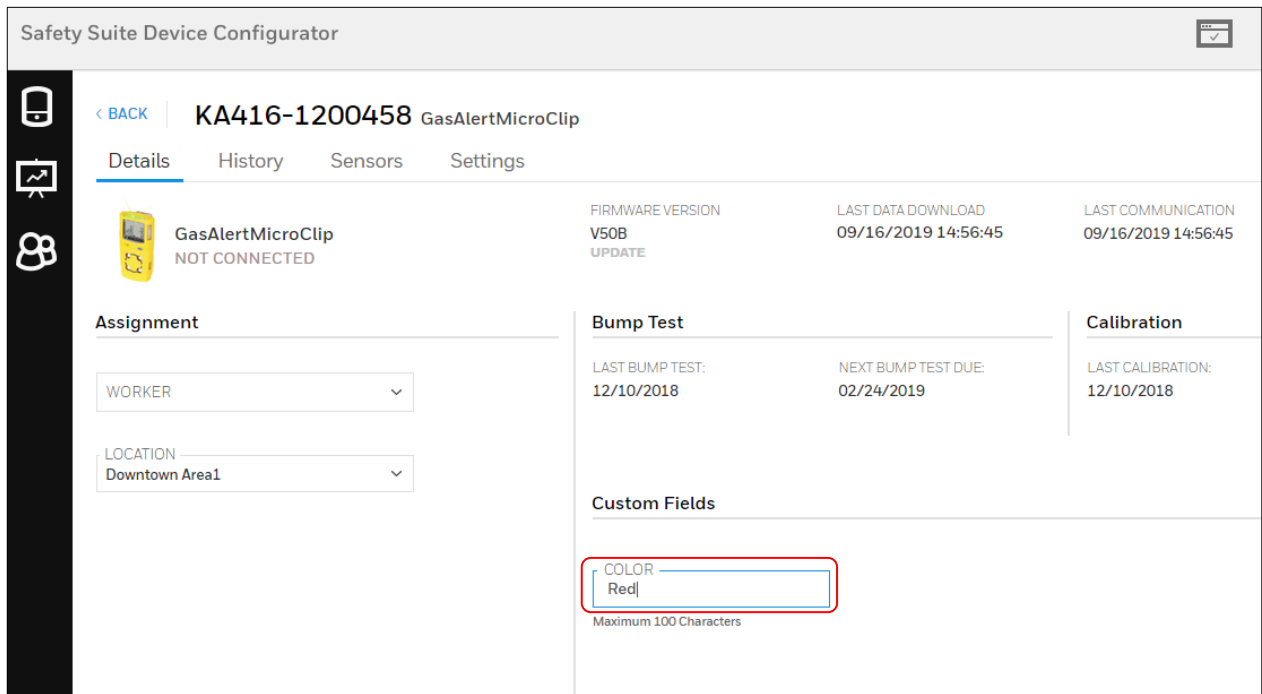 Safety Suite Device Configurator
< BACK
KA416-1200458 GasAlertMicroClip
Details History Sensors Settings
GasAlertMicroClip
NOT CONNECTED
FIRMWARE VERSION
V50B
UPDATE
LAST DATA DOWNLOAD
09/16/2019 14:56:45
LAST COMMUNICATION
09/16/2019 14:56:45
Assignment
WORKER
LOCATION
Downtown Area1
Bump Test
LAST BUMP TEST:
12/10/2018
NEXT BUMP TEST DUE:
02/24/2019
Calibration
LAST CALIBRATION:
12/10/2018
Custom Fields
COLOR
Red
Maximum 100 Characters